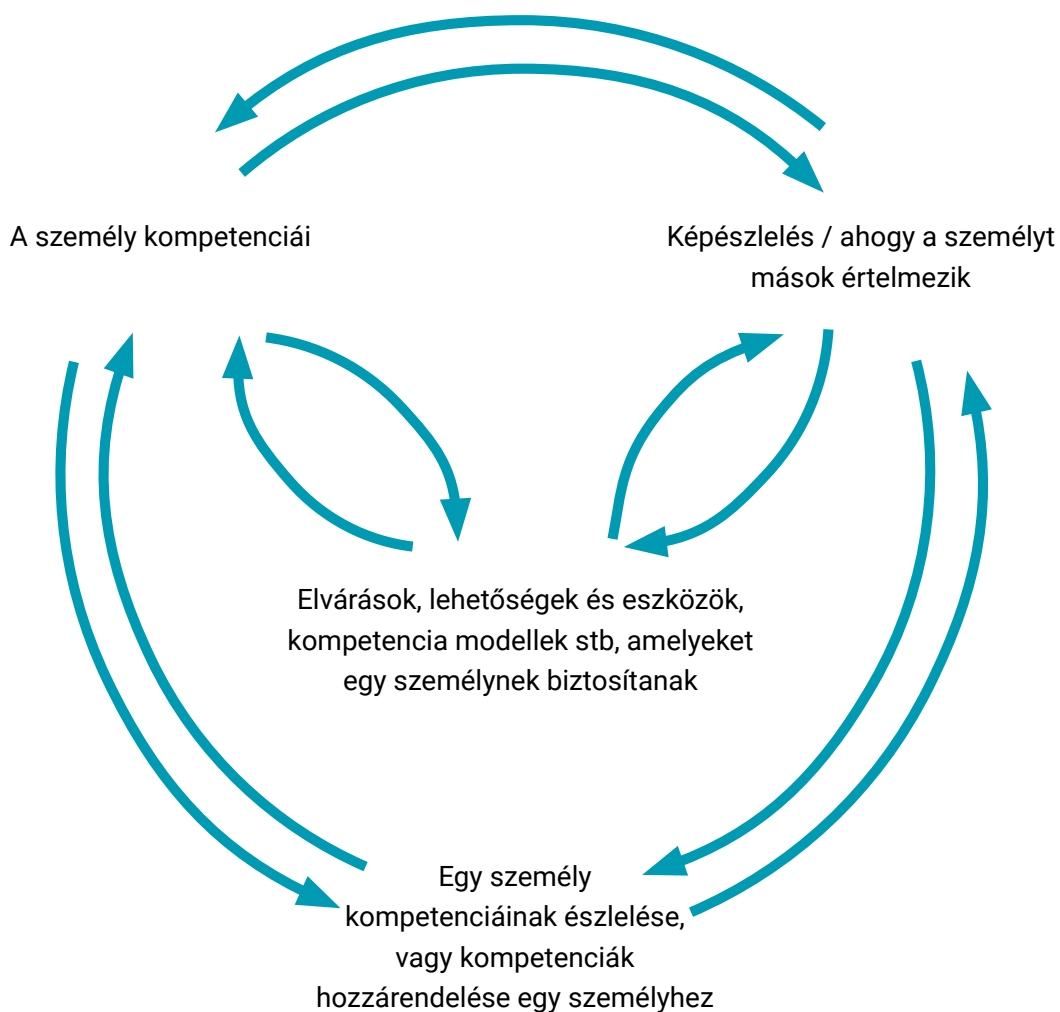 A személy kompetenciái
Képészlelés / ahogy a személyt
mások értelmezik
Elvárások, lehetőségek és eszközök,
kompetencia modellek stb, amelyeket
egy személynek biztosítanak
Egy személy
kompetenciáinak észlelése,
vagy kompetenciák
hozzárendelése egy személyhez